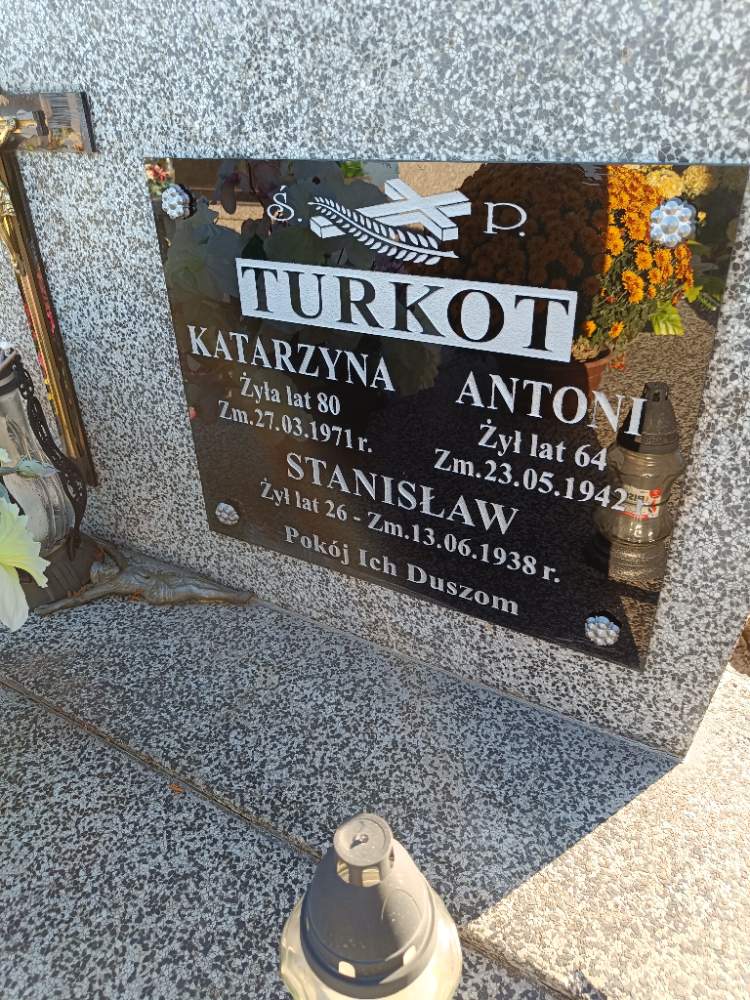 Ś. P.
TURKOT
KATARZYNA
Żyła lat 80
Zm.27.03.1971 r.
ANTONI
Żył lat 64
Zm.23.05.1942 r.
STANISŁAW
Żył lat 26 - Zm.13.06.1938 r.
Pokój Ich Duszom